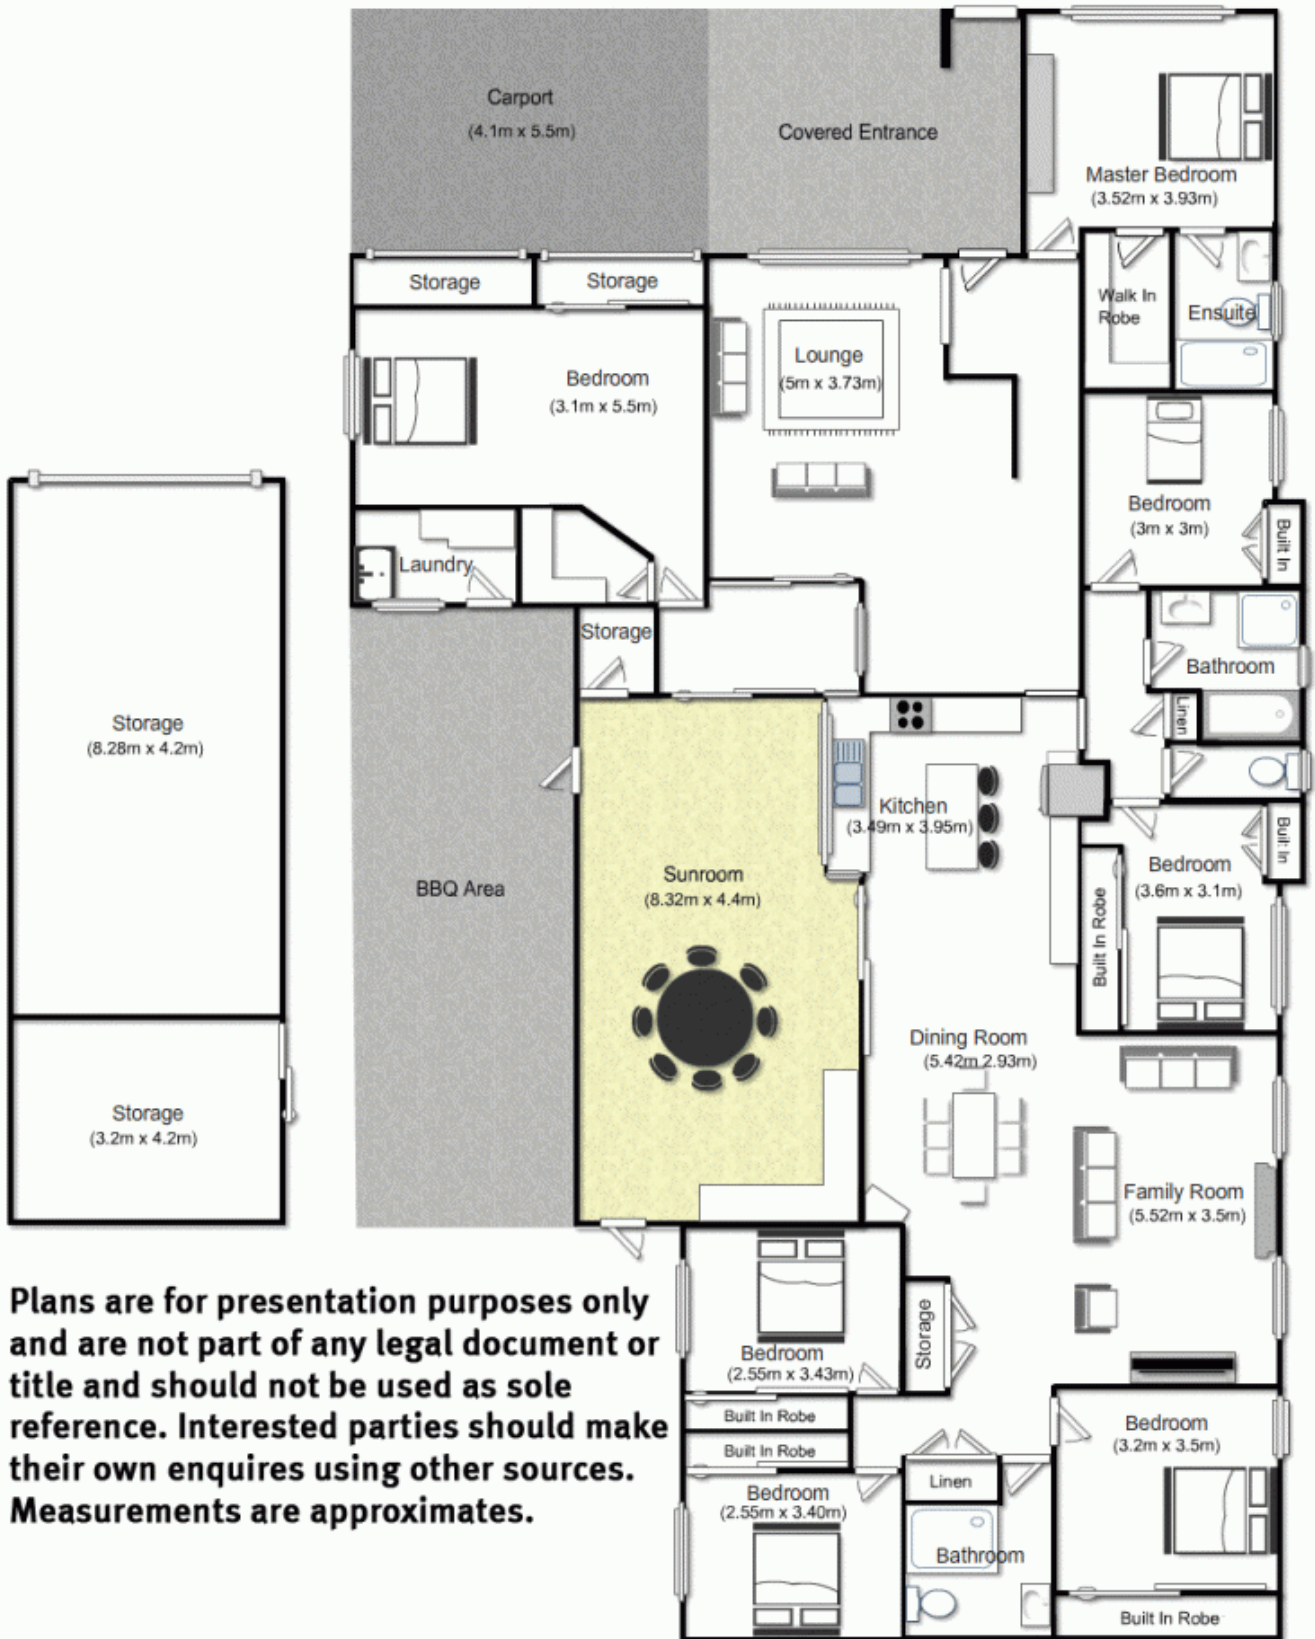 Carport
(4.1m x 5.5m)
Covered Entrance
Master Bedroom
(3.52m x 3.93m)
Storage
Storage
Walk In
Robe
Ensuite
Lounge
(5m x 3.73m)
Bedroom
(3.1m x 5.5m)
Bedroom
(3m x 3m)
Built In
Laundry
Storage
Bathroom
Linen
Storage
(8.28m x 4.2m)
Kitchen
(3.49m x 3.95m)
Built In
Bedroom
(3.6m x 3.1m)
Built In Robe
BBQ Area
Sunroom
(8.32m x 4.4m)
Dining Room
(5.42m 2.93m)
Storage
(3.2m x 4.2m)
Family Room
(5.52m x 3.5m)
Plans are for presentation purposes only
and are not part of any legal document or
title and should not be used as sole
reference. Interested parties should make
their own enquires using other sources.
Measurements are approximates.
Bedroom
(2.55m x 3.43m)
Storage
Built In Robe
Built In Robe
Bedroom
(3.2m x 3.5m)
Bedroom
(2.55m x 3.40m)
Linen
Bathroom
Built In Robe